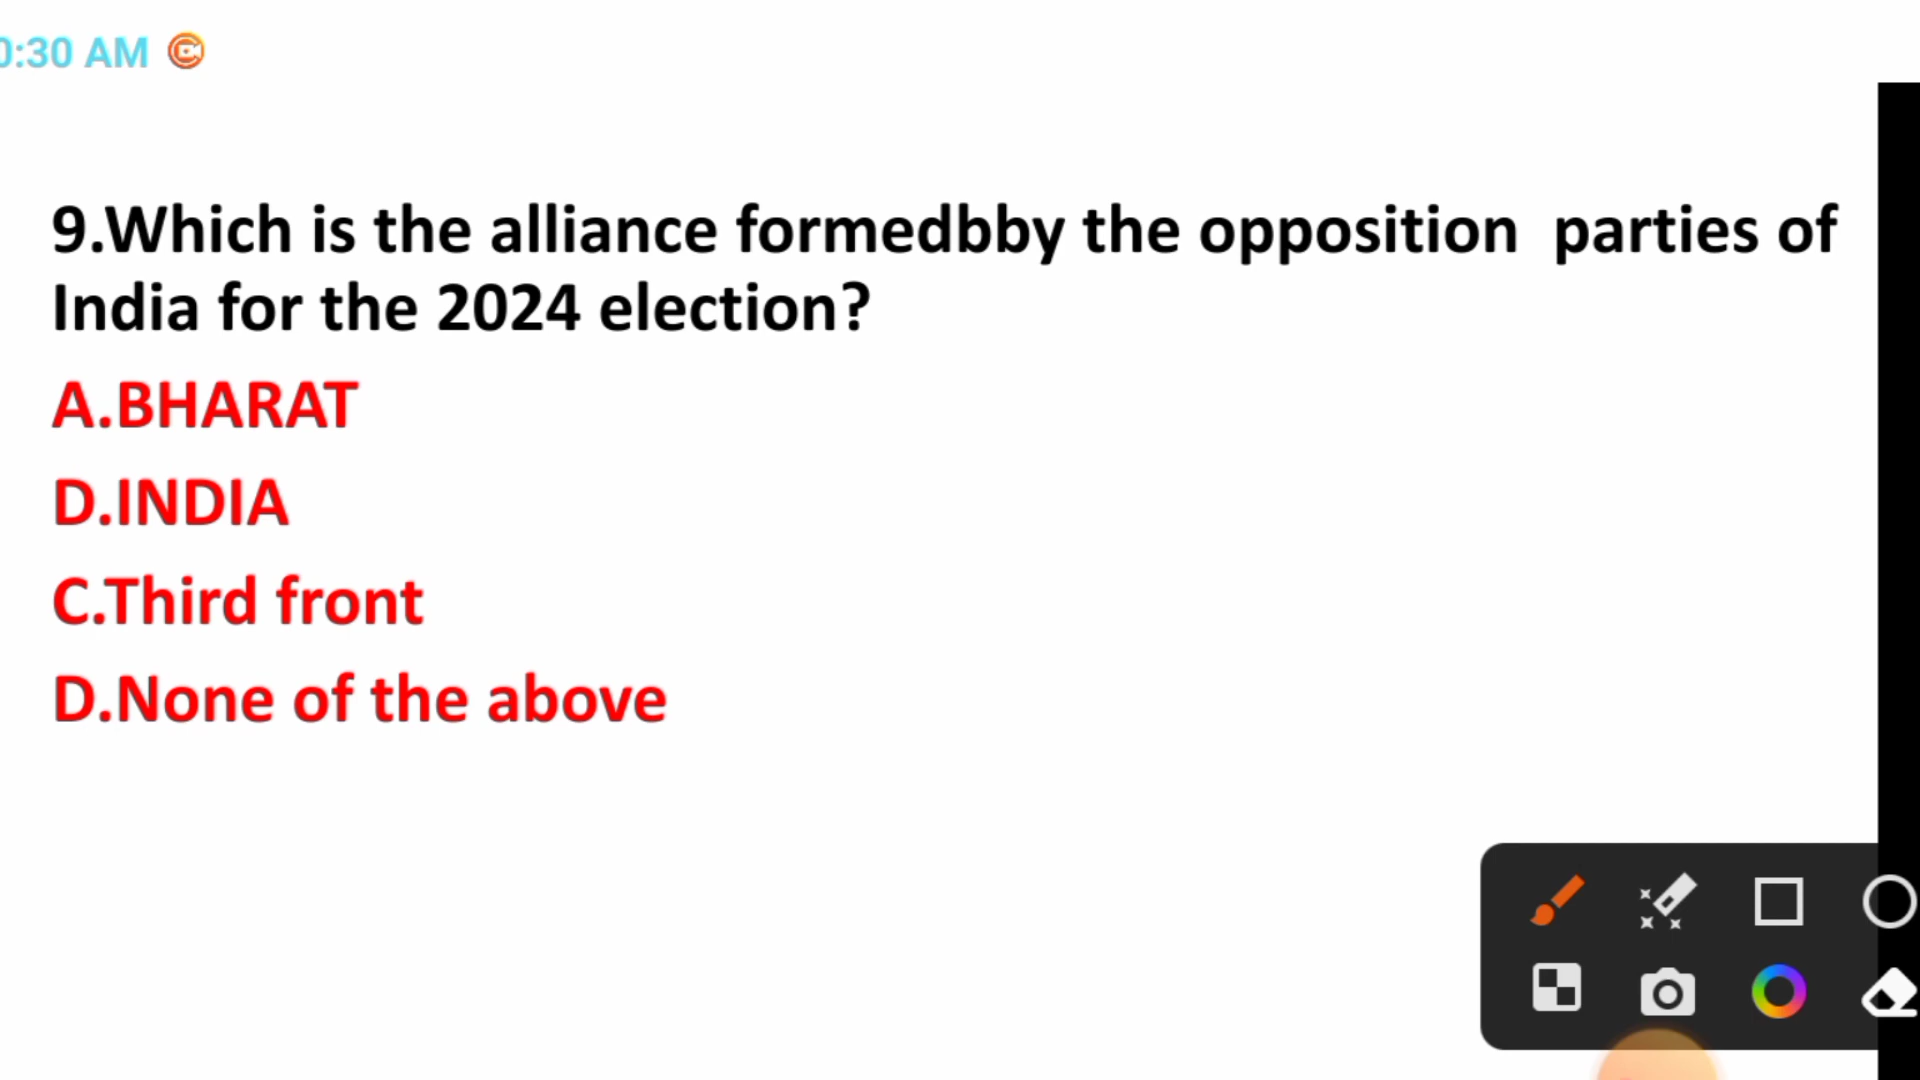 0:30 AM
9.Which is the alliance formedbby the opposition  parties of
India for the 2024 election?
A.BHARAT
D.INDIA
C.Third front
D.None of the above